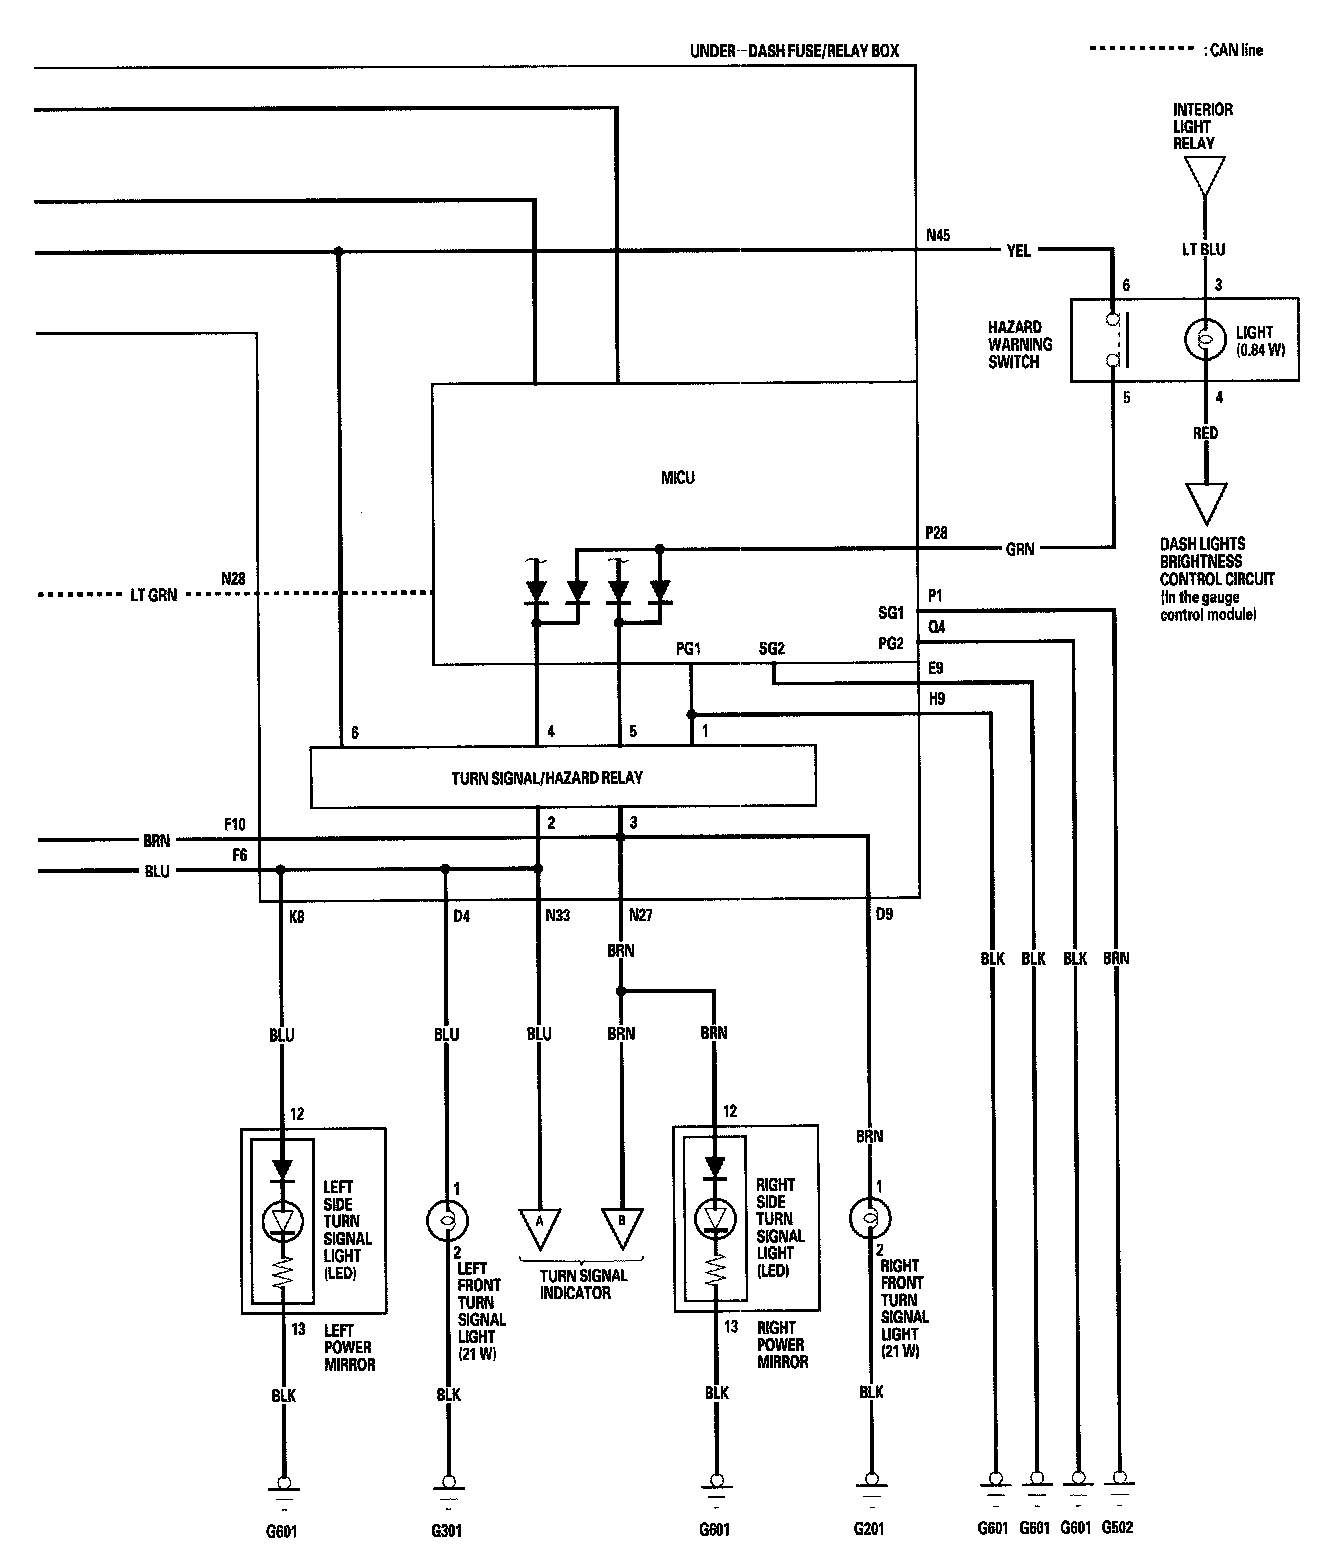 UNDER-DASH FUSE/RELAY BOX
: CAN line
INTERIOR
LIGHT
RELAY
N45
YEL
LT BLU
6
3
HAZARD
WARNING
SWITCH
LIGHT
(0.84 W)
5
4
RED
MICU
P28
GRN
DASH LIGHTS
BRIGHTNESS
CONTROL CIRCUIT
(In the gauge
control module)
N28
LT GRN
P1
SG1
Q4
PG2
PG1
SG2
E9
H9
6
4
5
1
TURN SIGNAL/HAZARD RELAY
F10
2
3
BRN
F6
BLU
K8
D4
N33
N27
D9
BRN
BLK
BLK
BLK
BRN
BLU
BLU
BLU
BRN
BRN
12
12
BRN
LEFT
SIDE
TURN
SIGNAL
LIGHT
(LED)
1
A
B
RIGHT
SIDE
TURN
SIGNAL
LIGHT
(LED)
1
2
LEFT
FRONT
TURN
SIGNAL
LIGHT
(21 W)
TURN SIGNAL
INDICATOR
2
RIGHT
FRONT
TURN
SIGNAL
LIGHT
(21 W)
13
LEFT
POWER
MIRROR
13
RIGHT
POWER
MIRROR
BLK
BLK
BLK
BLK
G601
G301
G601
G201
G601
G601
G601
G502